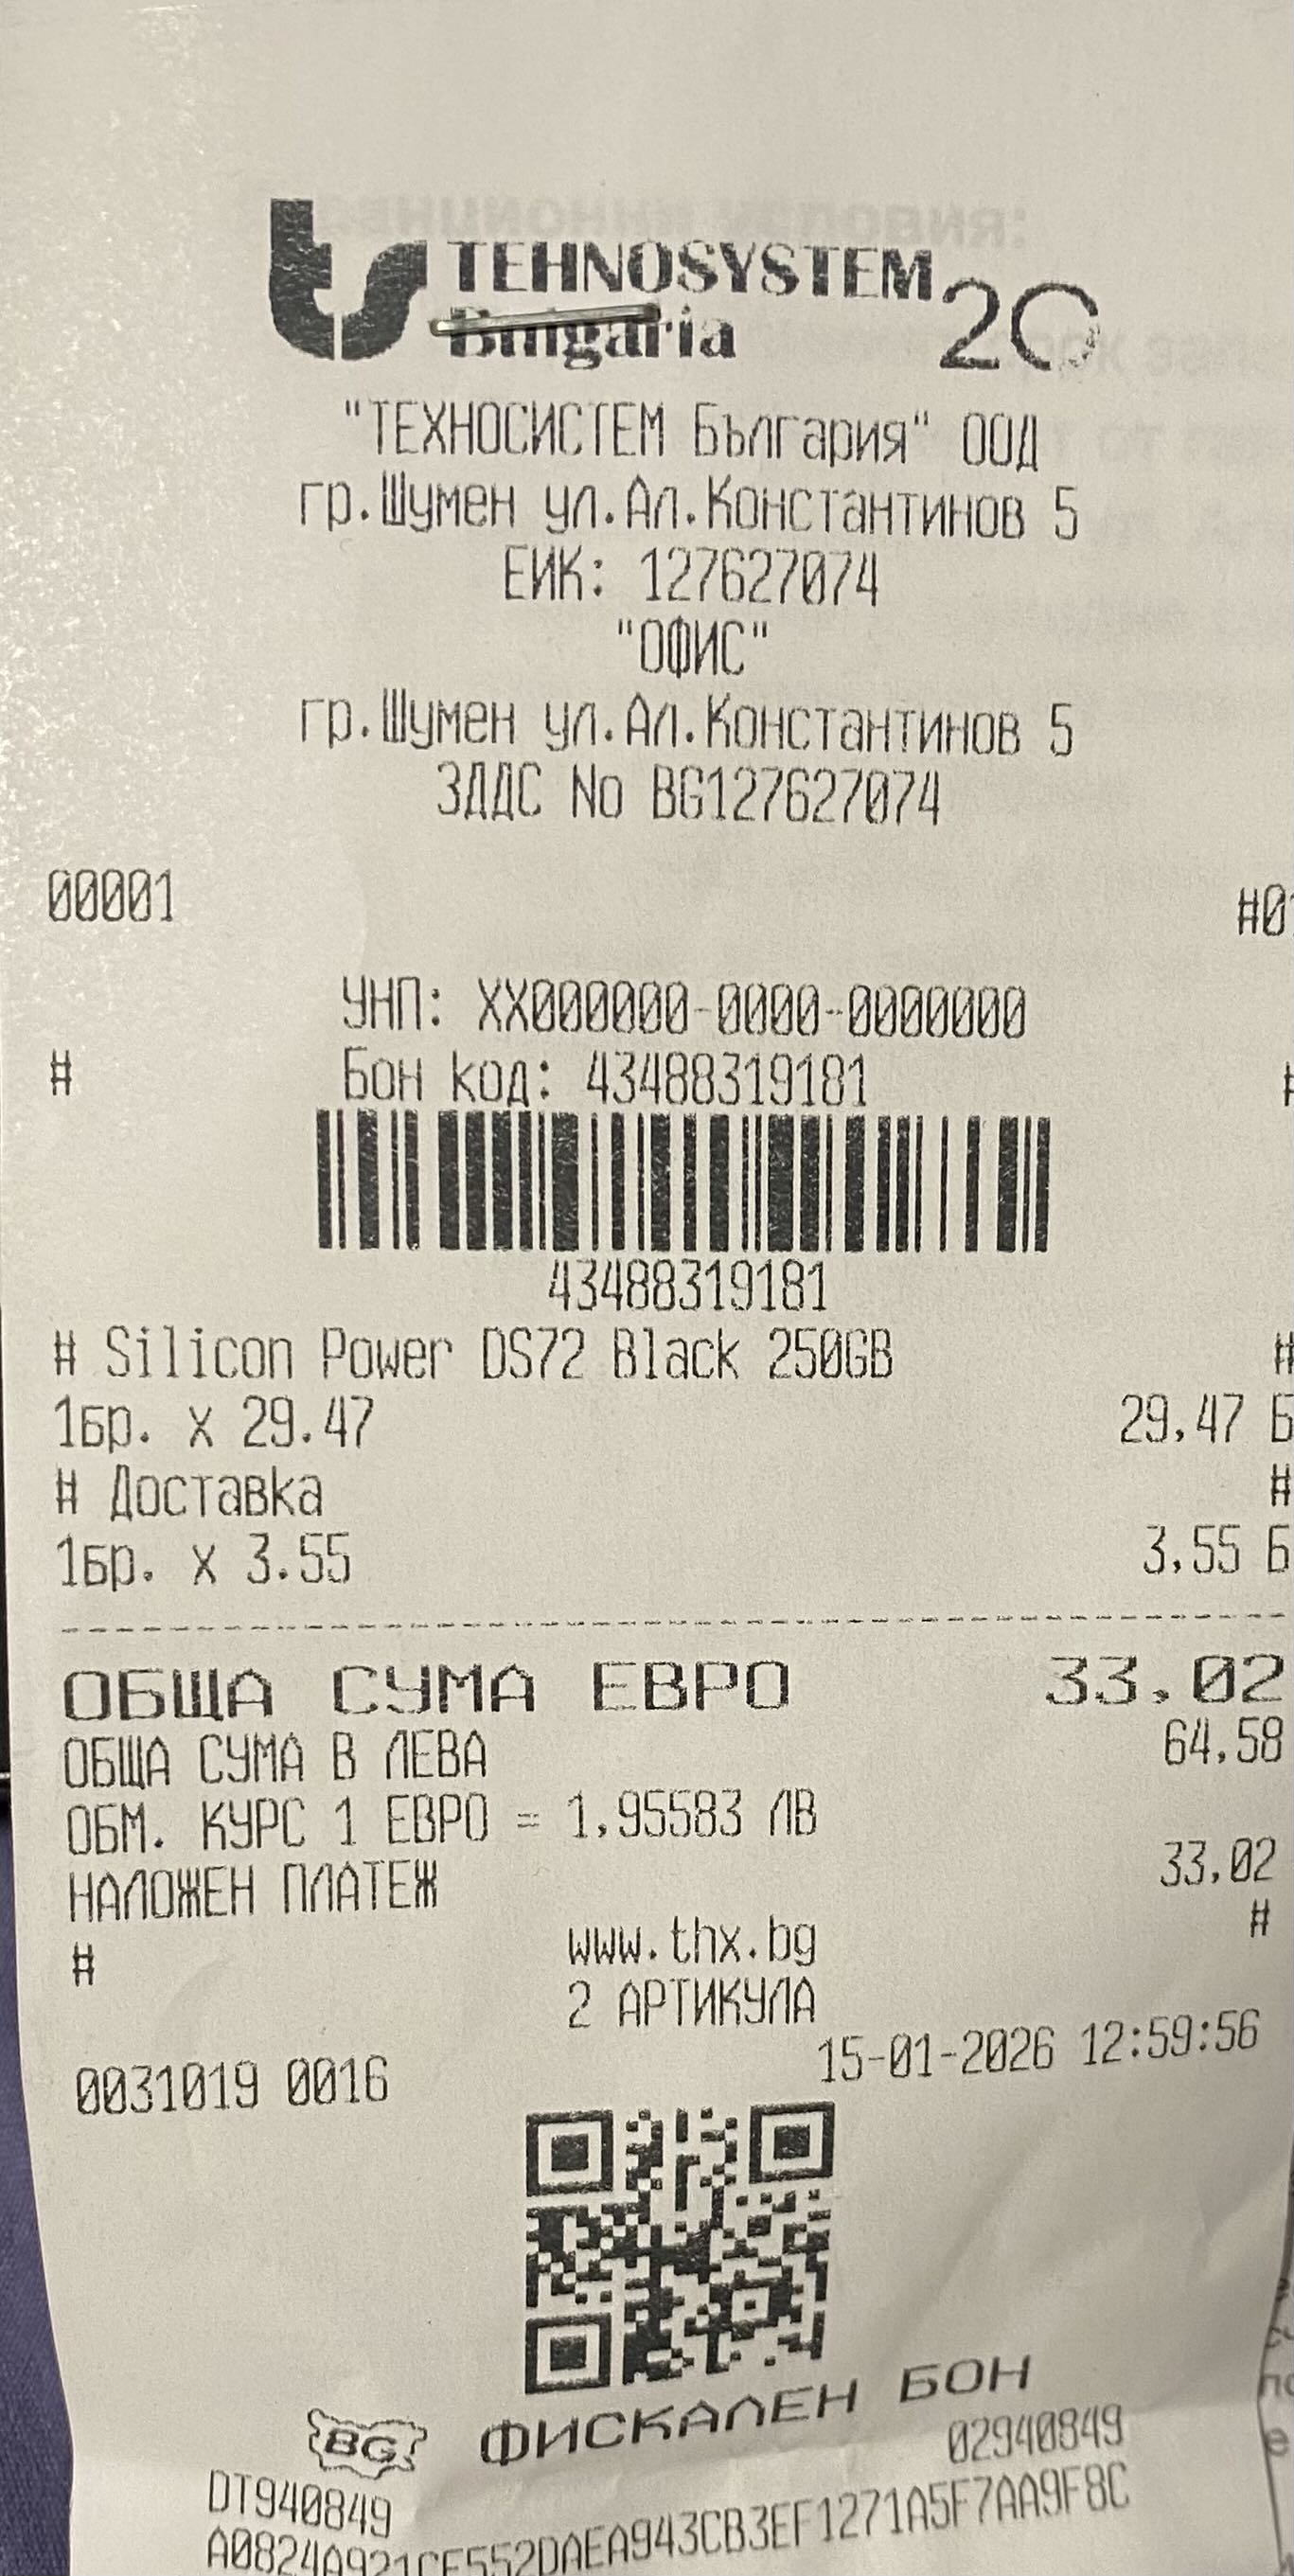 ts TEHNOSYSTEM
Bulgaria 20
"ТЕХНОСИСТЕМ България" ООД
гр.Шумен ул.Ал.Константинов 5
ЕИК: 127627074
"ОФИС"
гр.Шумен ул.Ал.Константинов 5
ЗДДС No BG127627074
00001 #01
УНП: XX000000-0000-0000000
# Бон код: 43488319181 #
43488319181
# Silicon Power DS72 Black 250GB #
1бр. x 29.47 29,47 Б
# Доставка #
1бр. x 3.55 3,55 Б
ОБЩА СУМА ЕВРО 33,02
ОБЩА СУМА В ЛЕВА 64,58
ОБМ. КУРС 1 ЕВРО = 1,95583 ЛВ
НАЛОЖЕН ПЛАТЕЖ 33,02
# www.thx.bg #
2 АРТИКУЛА
0031019 0016 15-01-2026 12:59:56
BG ФИСКАЛЕН БОН
DT940849 02940849
A0824A921CE552DAEA943CB3EF1271A5F7AA9F8C